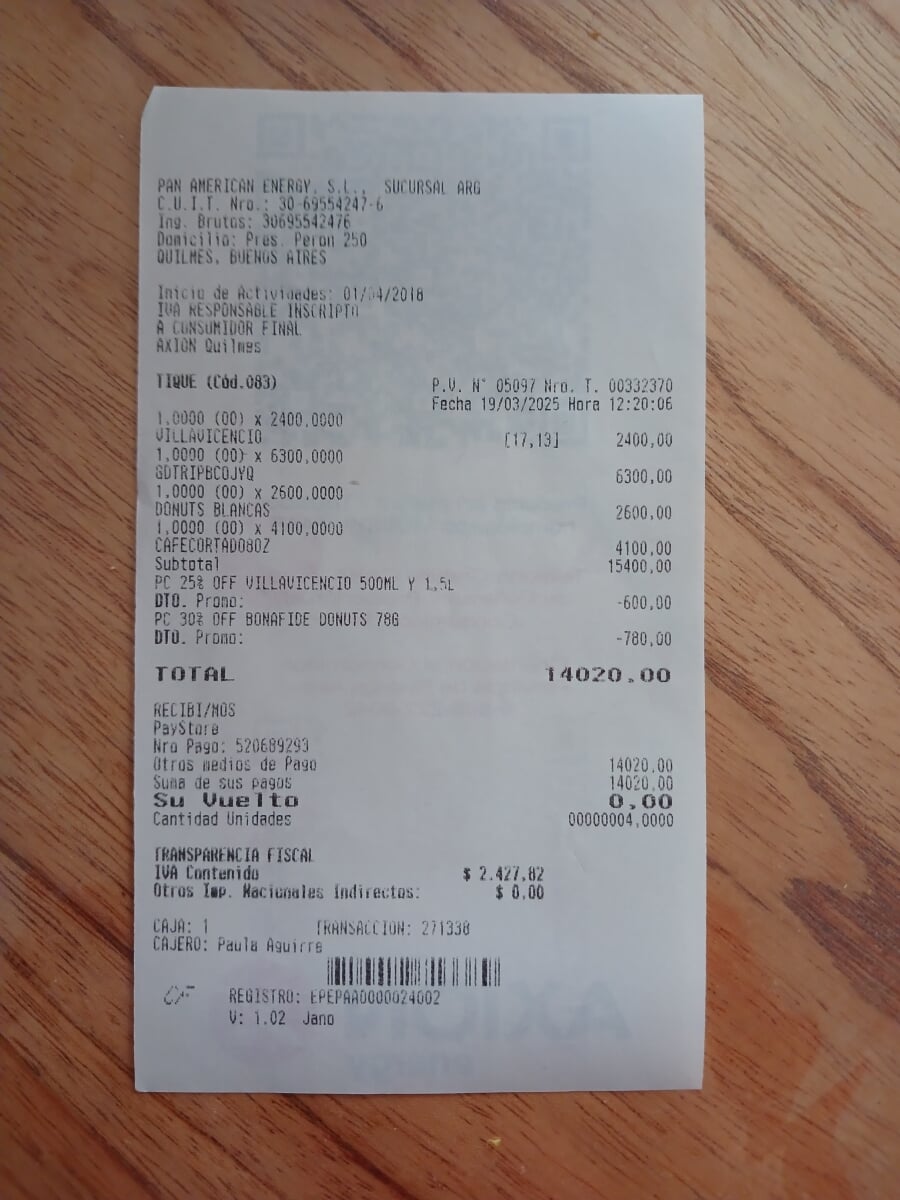 PAN AMERICAN ENERGY, S.L., SUCURSAL ARG
C.U.I.T. Nro.: 30-69554247-6
Ing. Brutos: 30695542476
Domicilio: Pres. Peron 250
QUILMES, BUENOS AIRES
Inicio de Actividades: 01/04/2018
IVA RESPONSABLE INSCRIPTO
A CONSUMIDOR FINAL
AXION Quilmes
TIQUE (Cód.083) P.V. N° 05097 Nro. T. 00332370
Fecha 19/03/2025 Hora 12:20:06
1,0000 (00) x 2400,0000
VILLAVICENCIO [17,13] 2400,00
1,0000 (00) x 6300,0000
GDTRIPBCOJYQ 6300,00
1,0000 (00) x 2600,0000
DONUTS BLANCAS 2600,00
1,0000 (00) x 4100,0000
CAFECORTADO8OZ 4100,00
Subtotal 15400,00
PC 25% OFF VILLAVICENCIO 500ML Y 1,5L
DTO. Promo: -600,00
PC 30% OFF BONAFIDE DONUTS 78G
DTO. Promo: -780,00
TOTAL 14020,00
RECIBI/MOS
PayStore
Nro Pago: 520689293
Otros medios de Pago 14020,00
Suma de sus pagos 14020,00
Su Vuelto 0,00
Cantidad Unidades 00000004,0000
TRANSPARENCIA FISCAL
IVA Contenido $ 2.427,82
Otros Imp. Nacionales Indirectos: $ 0,00
CAJA: 1 TRANSACCION: 271338
CAJERO: Paula Aguirre
CF REGISTRO: EPEPAA0000024002
V: 1.02 Jano
AXION
energy